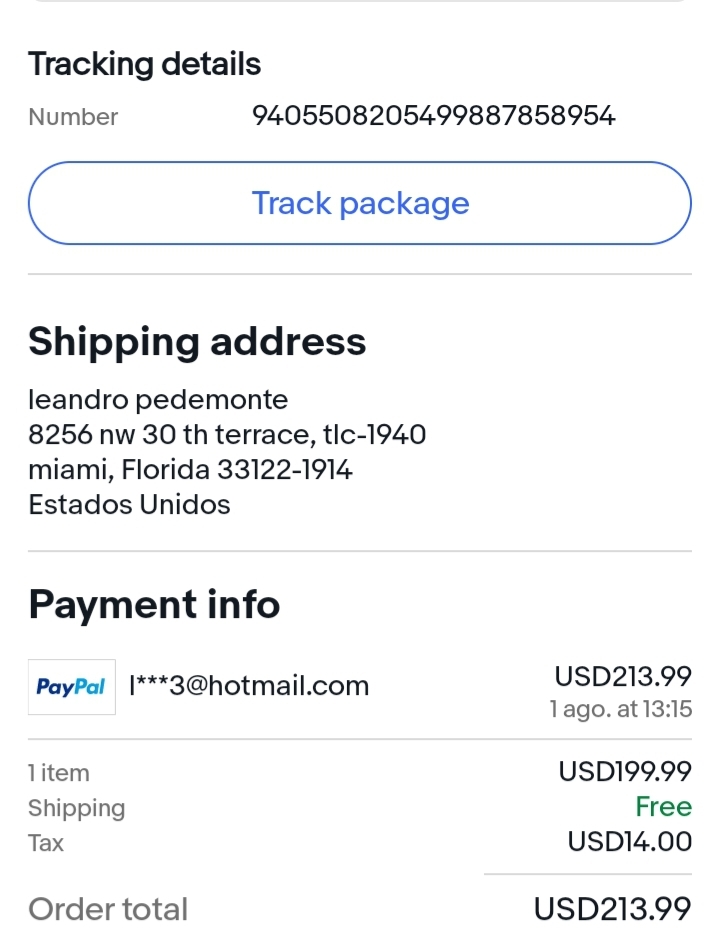 Tracking details
Number 9405508205499887858954
Track package
Shipping address
leandro pedemonte
8256 nw 30 th terrace, tlc-1940
miami, Florida 33122-1914
Estados Unidos
Payment info
PayPal l***3@hotmail.com USD213.99
1 ago. at 13:15
1 item USD199.99
Shipping Free
Tax USD14.00
Order total USD213.99